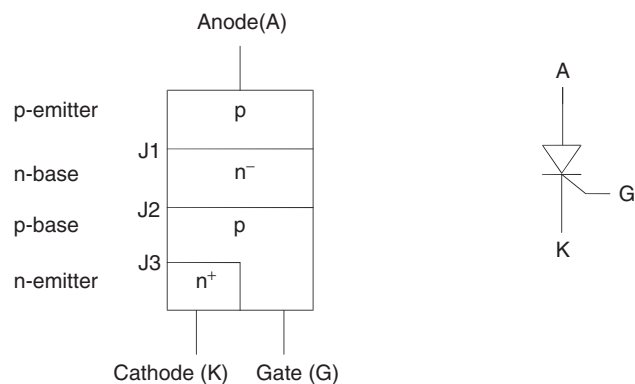 Anode(A)
p-emitter
p
J1
n-base
n⁻
J2
p-base
p
J3
n-emitter
n⁺
Cathode (K)
Gate (G)
A
G
K